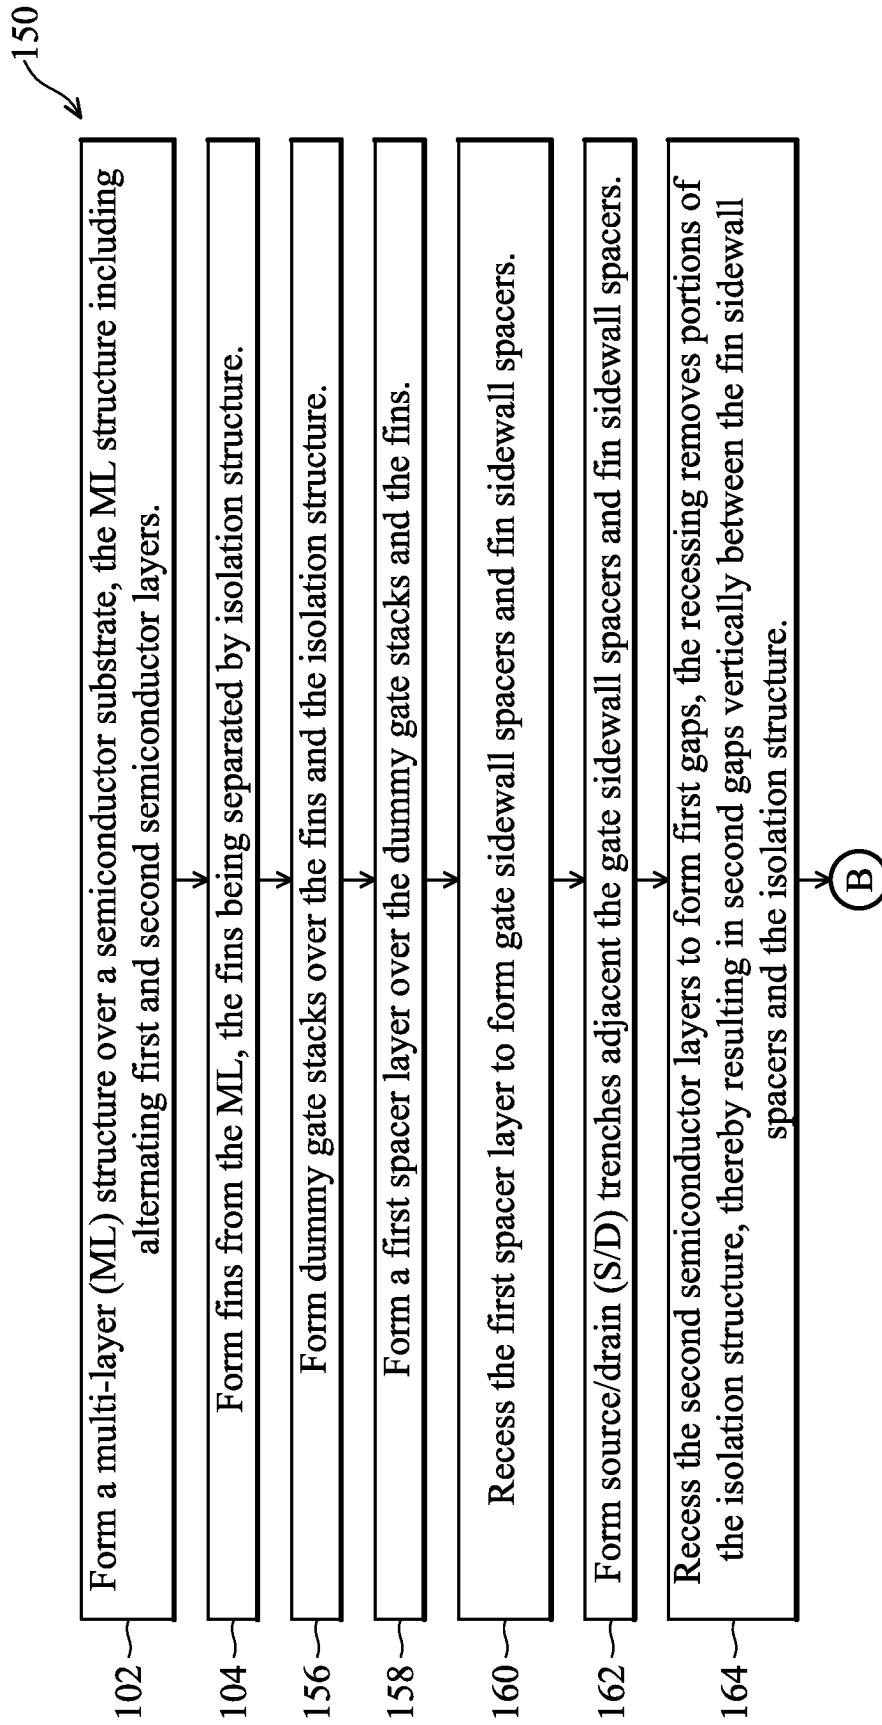 150
102
Form a multi-layer (ML) structure over a semiconductor substrate, the ML structure including
alternating first and second semiconductor layers.
104
Form fins from the ML, the fins being separated by isolation structure.
156
Form dummy gate stacks over the fins and the isolation structure.
158
Form a first spacer layer over the dummy gate stacks and the fins.
160
Recess the first spacer layer to form gate sidewall spacers and fin sidewall spacers.
162
Form source/drain (S/D) trenches adjacent the gate sidewall spacers and fin sidewall spacers.
164
Recess the second semiconductor layers to form first gaps, the recessing removes portions of
the isolation structure, thereby resulting in second gaps vertically between the fin sidewall
spacers and the isolation structure.
B